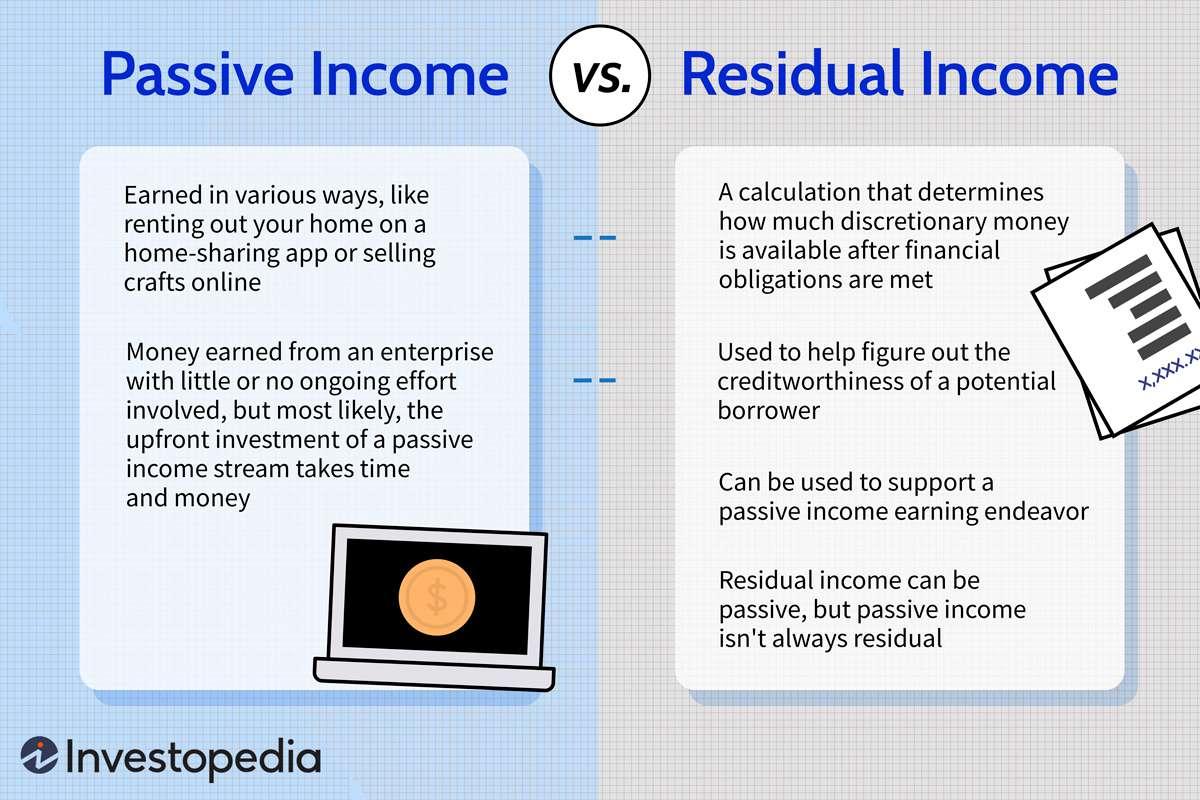 Passive Income
VS.
Residual Income
Earned in various ways, like
renting out your home on a
home-sharing app or selling
crafts online
Money earned from an enterprise
with little or no ongoing effort
involved, but most likely, the
upfront investment of a passive
income stream takes time
and money
$
A calculation that determines
how much discretionary money
is available after financial
obligations are met
Used to help figure out the
creditworthiness of a potential
borrower
Can be used to support a
passive income earning endeavor
Residual income can be
passive, but passive income
isn't always residual
x,xxx.xx
Investopedia